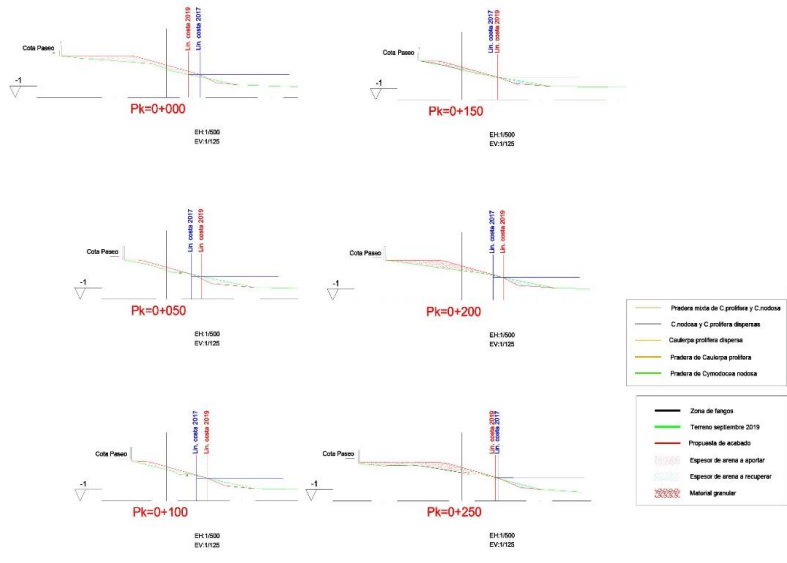 Lin. costa 2019
Lin. costa 2017
Cota Paseo
-1
Pk=0+000
EH:1/500
EV:1/125
Lin. costa 2017
Lin. costa 2019
Cota Paseo
-1
Pk=0+150
EH:1/500
EV:1/125
Lin. costa 2017
Lin. costa 2019
Cota Paseo
-1
Pk=0+050
EH:1/500
EV:1/125
Lin. costa 2017
Lin. costa 2019
Cota Paseo
-1
Pk=0+200
EH:1/500
EV:1/125
Lin. costa 2017
Lin. costa 2019
Cota Paseo
-1
Pk=0+100
EH:1/500
EV:1/125
Lin. costa 2019
Lin. costa 2017
Cota Paseo
-1
Pk=0+250
EH:1/500
EV:1/125
Pradera mixta de C.prolifera y C.nodosa
C.nodosa y C.prolifera dispersas
Caulerpa prolifera dispersa
Pradera de Caulerpa prolifera
Pradera de Cymodocea nodosa
Zona de fangos
Terreno septiembre 2019
Propuesta de acabado
Espesor de arena a aportar
Espesor de arena a recuperar
Material granular